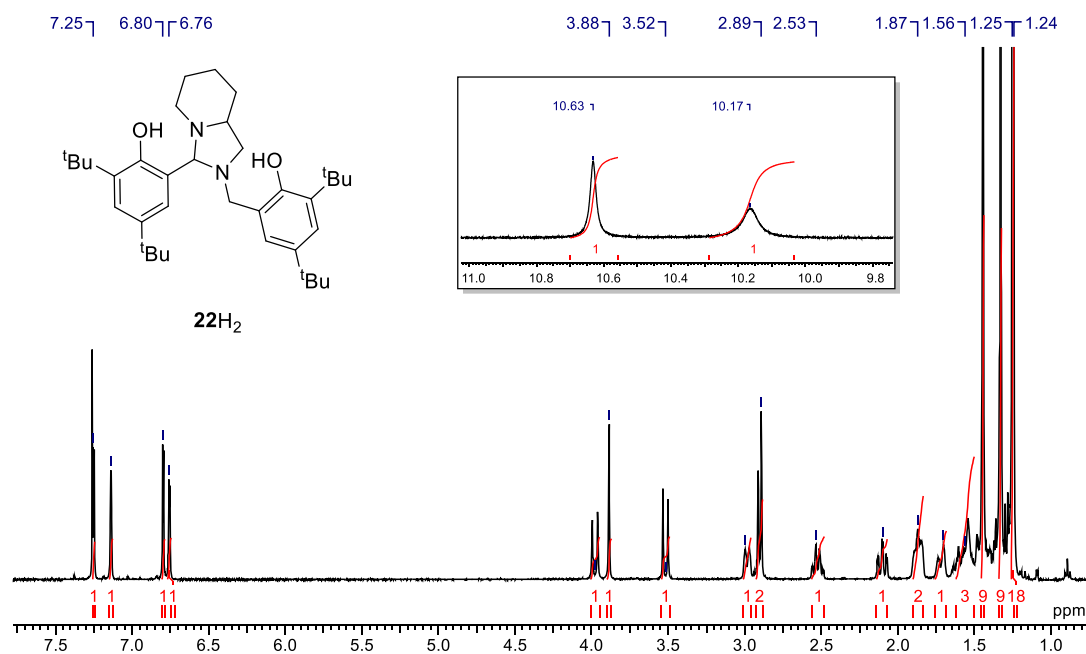 7.25 6.80 6.76 3.88 3.52 2.89 2.53 1.87 1.56 1.25 1.24
10.63 10.17
OH
N
ᵗBu
N
HO
ᵗBu
ᵗBu
ᵗBu
22H₂
1 1
11.0 10.8 10.6 10.4 10.2 10.0 9.8
1 1 1 1 1 1 1 1 2 1 1 2 1 3 9 9 18
ppm
7.5 7.0 6.5 6.0 5.5 5.0 4.5 4.0 3.5 3.0 2.5 2.0 1.5 1.0